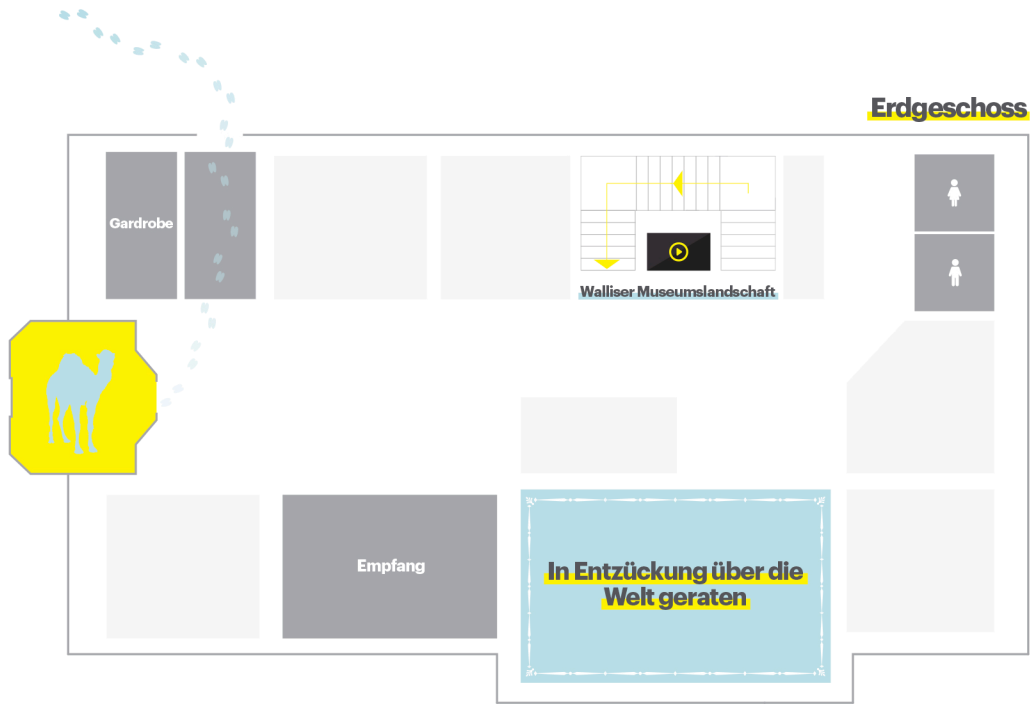 Erdgeschoss
Gardrobe
Walliser Museumslandschaft
Empfang
In Entzückung über die
Welt geraten